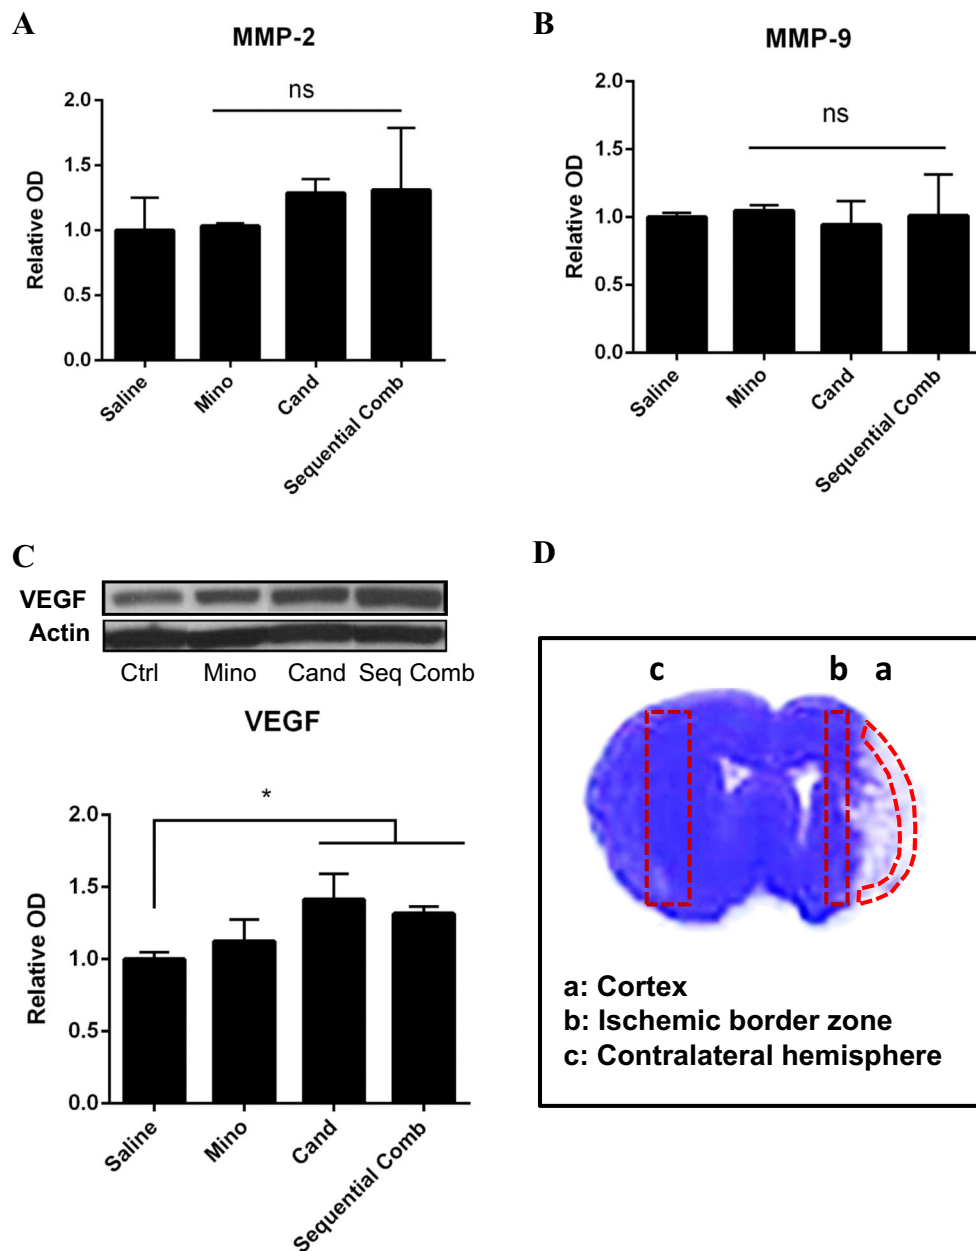 A
MMP-2
ns
Relative OD
2.0
1.5
1.0
0.5
0.0
Saline
Mino
Cand
Sequential Comb
B
MMP-9
ns
Relative OD
2.0
1.5
1.0
0.5
0.0
Saline
Mino
Cand
Sequential Comb
C
VEGF
Actin
Ctrl Mino Cand Seq Comb
VEGF
*
Relative OD
2.0
1.5
1.0
0.5
0.0
Saline
Mino
Cand
Sequential Comb
D
c b a
a: Cortex
b: Ischemic border zone
c: Contralateral hemisphere